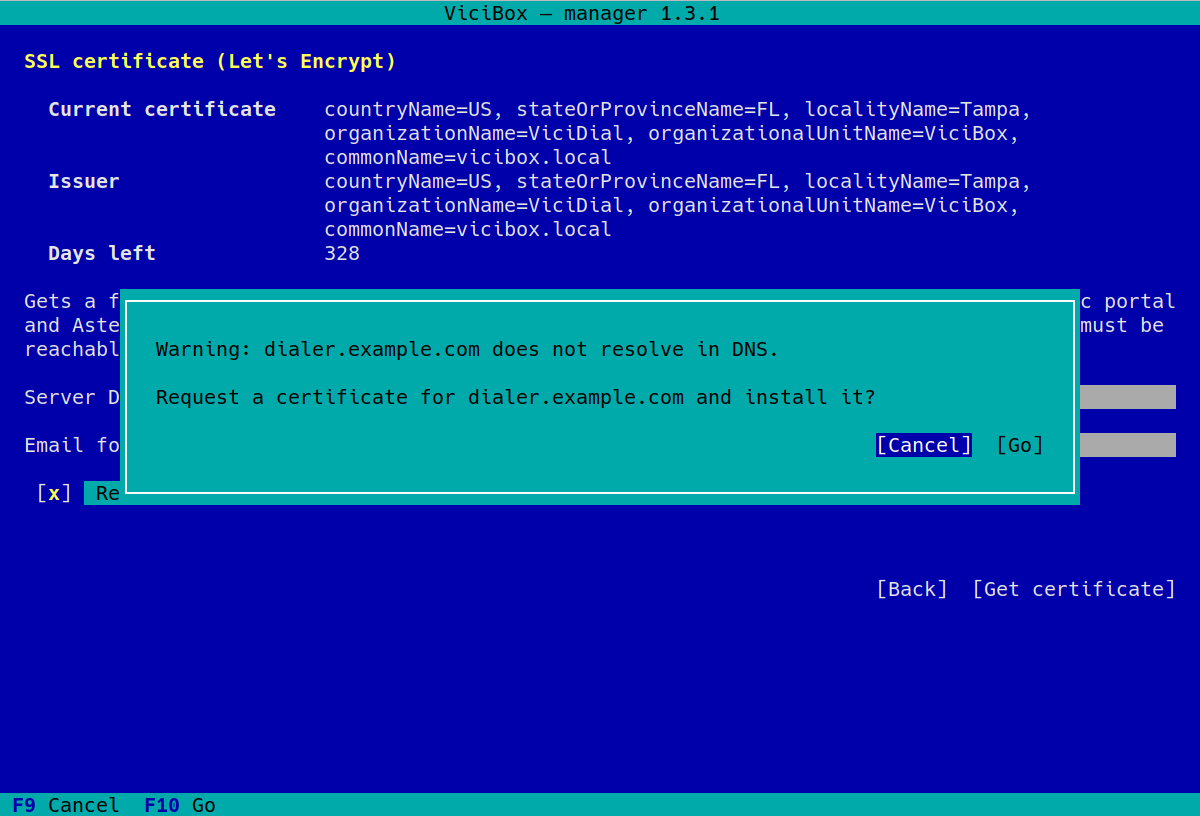 ViciBox — manager 1.3.1
SSL certificate (Let's Encrypt)
Current certificate countryName=US, stateOrProvinceName=FL, localityName=Tampa,
organizationName=ViciDial, organizationalUnitName=ViciBox,
commonName=vicibox.local
Issuer countryName=US, stateOrProvinceName=FL, localityName=Tampa,
organizationName=ViciDial, organizationalUnitName=ViciBox,
commonName=vicibox.local
Days left 328
Gets a f c portal
and Aste must be
reachabl
Warning: dialer.example.com does not resolve in DNS.
Server D
Request a certificate for dialer.example.com and install it?
Email fo
[Cancel] [Go]
[x] Re
[Back] [Get certificate]
F9 Cancel F10 Go